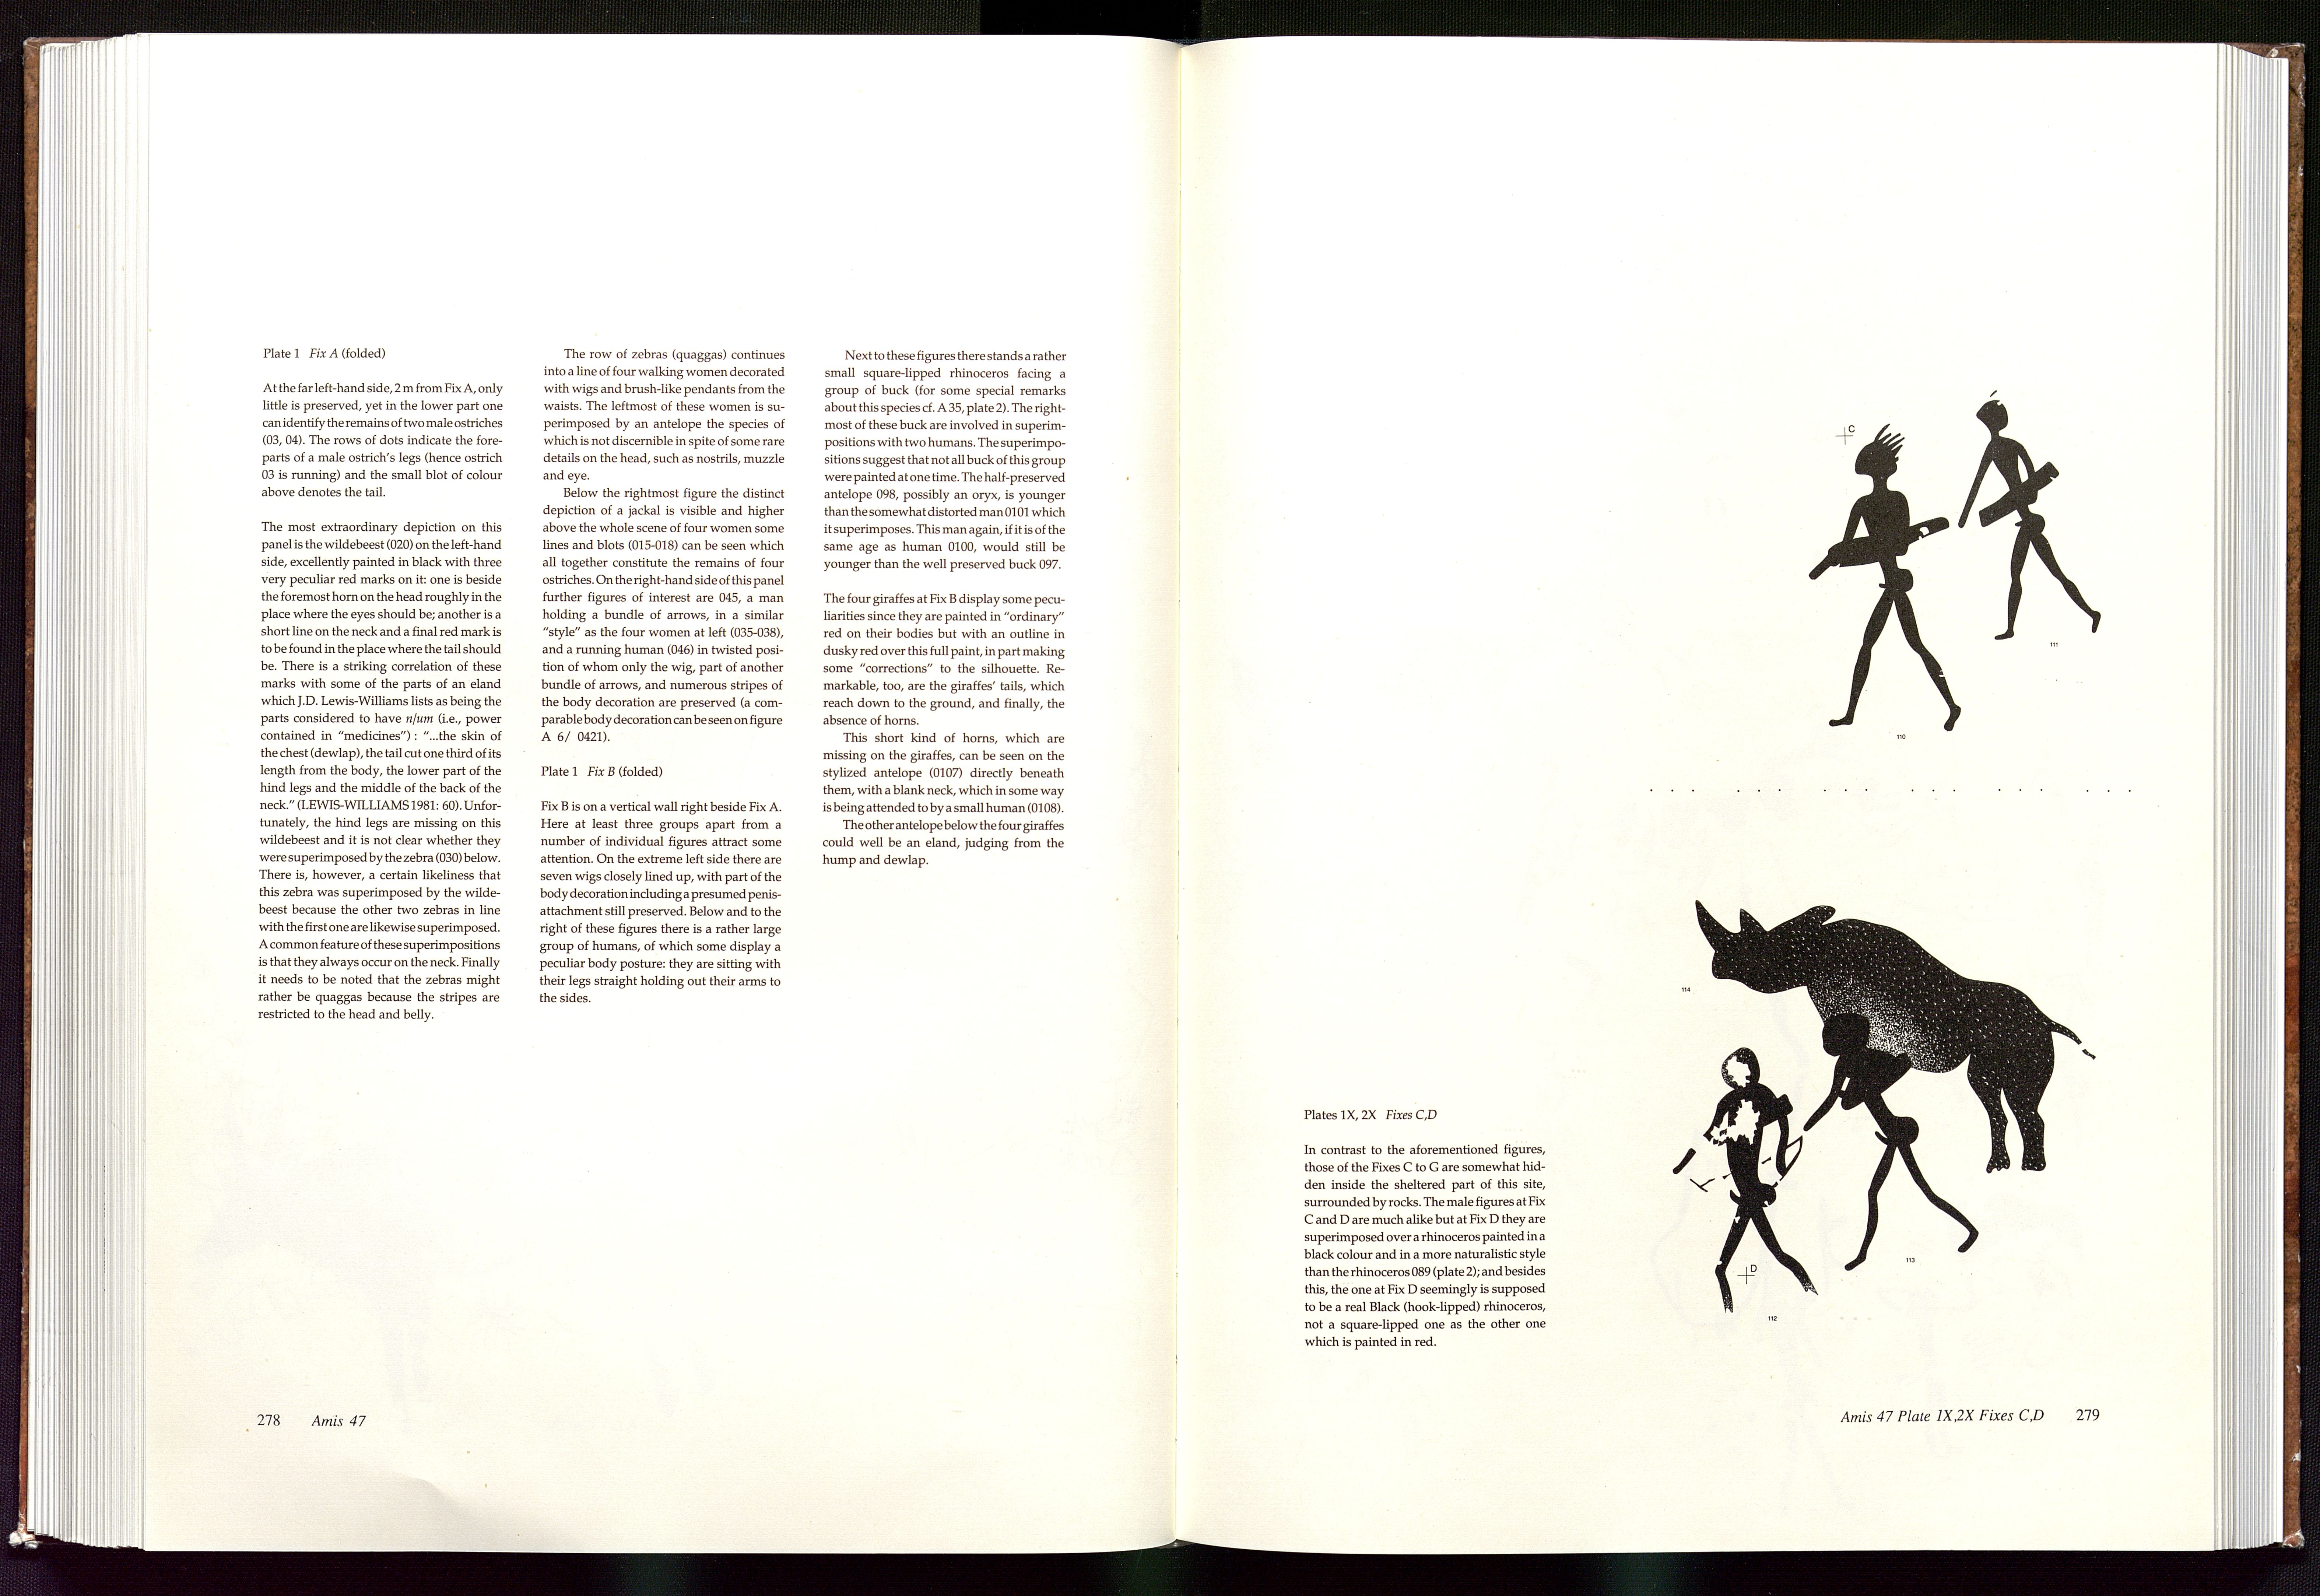 Plate 1 Fix A (folded)
At the far left-hand side, 2 m from Fix A, only
little is preserved, yet in the lower part one
can identify the remains of two male ostriches
(03, 04). The rows of dots indicate the fore-
parts of a male ostrich's legs (hence ostrich
03 is running) and the small blot of colour
above denotes the tail.
The most extraordinary depiction on this
panel is the wildebeest (020) on the left-hand
side, excellently painted in black with three
very peculiar red marks on it: one is beside
the foremost horn on the head roughly in the
place where the eyes should be; another is a
short line on the neck and a final red mark is
to be found in the place where the tail should
be. There is a striking correlation of these
marks with some of the parts of an eland
which J.D. Lewis-Williams lists as being the
parts considered to have n/um (i.e., power
contained in "medicines") : "...the skin of
the chest (dewlap), the tail cut one third of its
length from the body, the lower part of the
hind legs and the middle of the back of the
neck." (LEWIS-WILLIAMS 1981: 60). Unfor-
tunately, the hind legs are missing on this
wildebeest and it is not clear whether they
were superimposed by the zebra (030) below.
There is, however, a certain likeliness that
this zebra was superimposed by the wilde-
beest because the other two zebras in line
with the first one are likewise superimposed.
A common feature of these superimpositions
is that they always occur on the neck. Finally
it needs to be noted that the zebras might
rather be quaggas because the stripes are
restricted to the head and belly.
The row of zebras (quaggas) continues
into a line of four walking women decorated
with wigs and brush-like pendants from the
waists. The leftmost of these women is su-
perimposed by an antelope the species of
which is not discernible in spite of some rare
details on the head, such as nostrils, muzzle
and eye.
Below the rightmost figure the distinct
depiction of a jackal is visible and higher
above the whole scene of four women some
lines and blots (015-018) can be seen which
all together constitute the remains of four
ostriches. On the right-hand side of this panel
further figures of interest are 045, a man
holding a bundle of arrows, in a similar
"style" as the four women at left (035-038),
and a running human (046) in twisted posi-
tion of whom only the wig, part of another
bundle of arrows, and numerous stripes of
the body decoration are preserved (a com-
parable body decoration can be seen on figure
A 6/ 0421).
Plate 1 Fix B (folded)
Fix B is on a vertical wall right beside Fix A.
Here at least three groups apart from a
number of individual figures attract some
attention. On the extreme left side there are
seven wigs closely lined up, with part of the
body decoration including a presumed penis-
attachment still preserved. Below and to the
right of these figures there is a rather large
group of humans, of which some display a
peculiar body posture: they are sitting with
their legs straight holding out their arms to
the sides.
Next to these figures there stands a rather
small square-lipped rhinoceros facing a
group of buck (for some special remarks
about this species cf. A 35, plate 2). The right-
most of these buck are involved in superim-
positions with two humans. The superimpo-
sitions suggest that not all buck of this group
were painted at one time. The half-preserved
antelope 098, possibly an oryx, is younger
than the somewhat distorted man 0101 which
it superimposes. This man again, if it is of the
same age as human 0100, would still be
younger than the well preserved buck 097.
The four giraffes at Fix B display some pecu-
liarities since they are painted in "ordinary"
red on their bodies but with an outline in
dusky red over this full paint, in part making
some "corrections" to the silhouette. Re-
markable, too, are the giraffes' tails, which
reach down to the ground, and finally, the
absence of horns.
This short kind of horns, which are
missing on the giraffes, can be seen on the
stylized antelope (0107) directly beneath
them, with a blank neck, which in some way
is being attended to by a small human (0108).
The other antelope below the four giraffes
could well be an eland, judging from the
hump and dewlap.
278 Amis 47
C
111
110
114
113
D
112
Plates 1X, 2X Fixes C,D
In contrast to the aforementioned figures,
those of the Fixes C to G are somewhat hid-
den inside the sheltered part of this site,
surrounded by rocks. The male figures at Fix
C and D are much alike but at Fix D they are
superimposed over a rhinoceros painted in a
black colour and in a more naturalistic style
than the rhinoceros 089 (plate 2); and besides
this, the one at Fix D seemingly is supposed
to be a real Black (hook-lipped) rhinoceros,
not a square-lipped one as the other one
which is painted in red.
Amis 47 Plate 1X,2X Fixes C,D 279